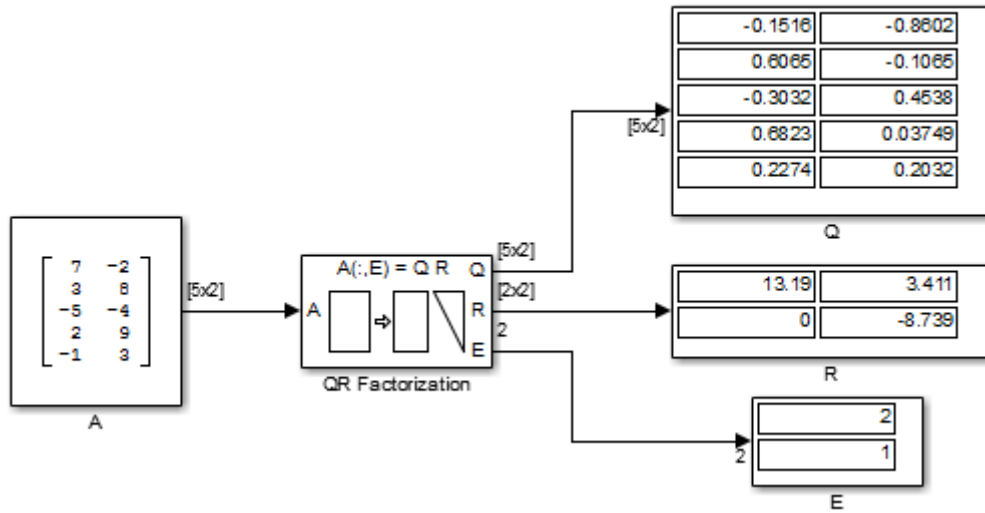 -0.1516 -0.8602
0.6065 -0.1065
-0.3032 0.4538
0.6823 0.03749
0.2274 0.2032
Q
[5x2]
7 -2
3 8
-5 -4
2 9
-1 3
A
[5x2]
A(:,E) = Q R
A
Q
R
E
QR Factorization
[5x2]
[2x2]
2
13.19 3.411
0 -8.739
R
2
1
2
E